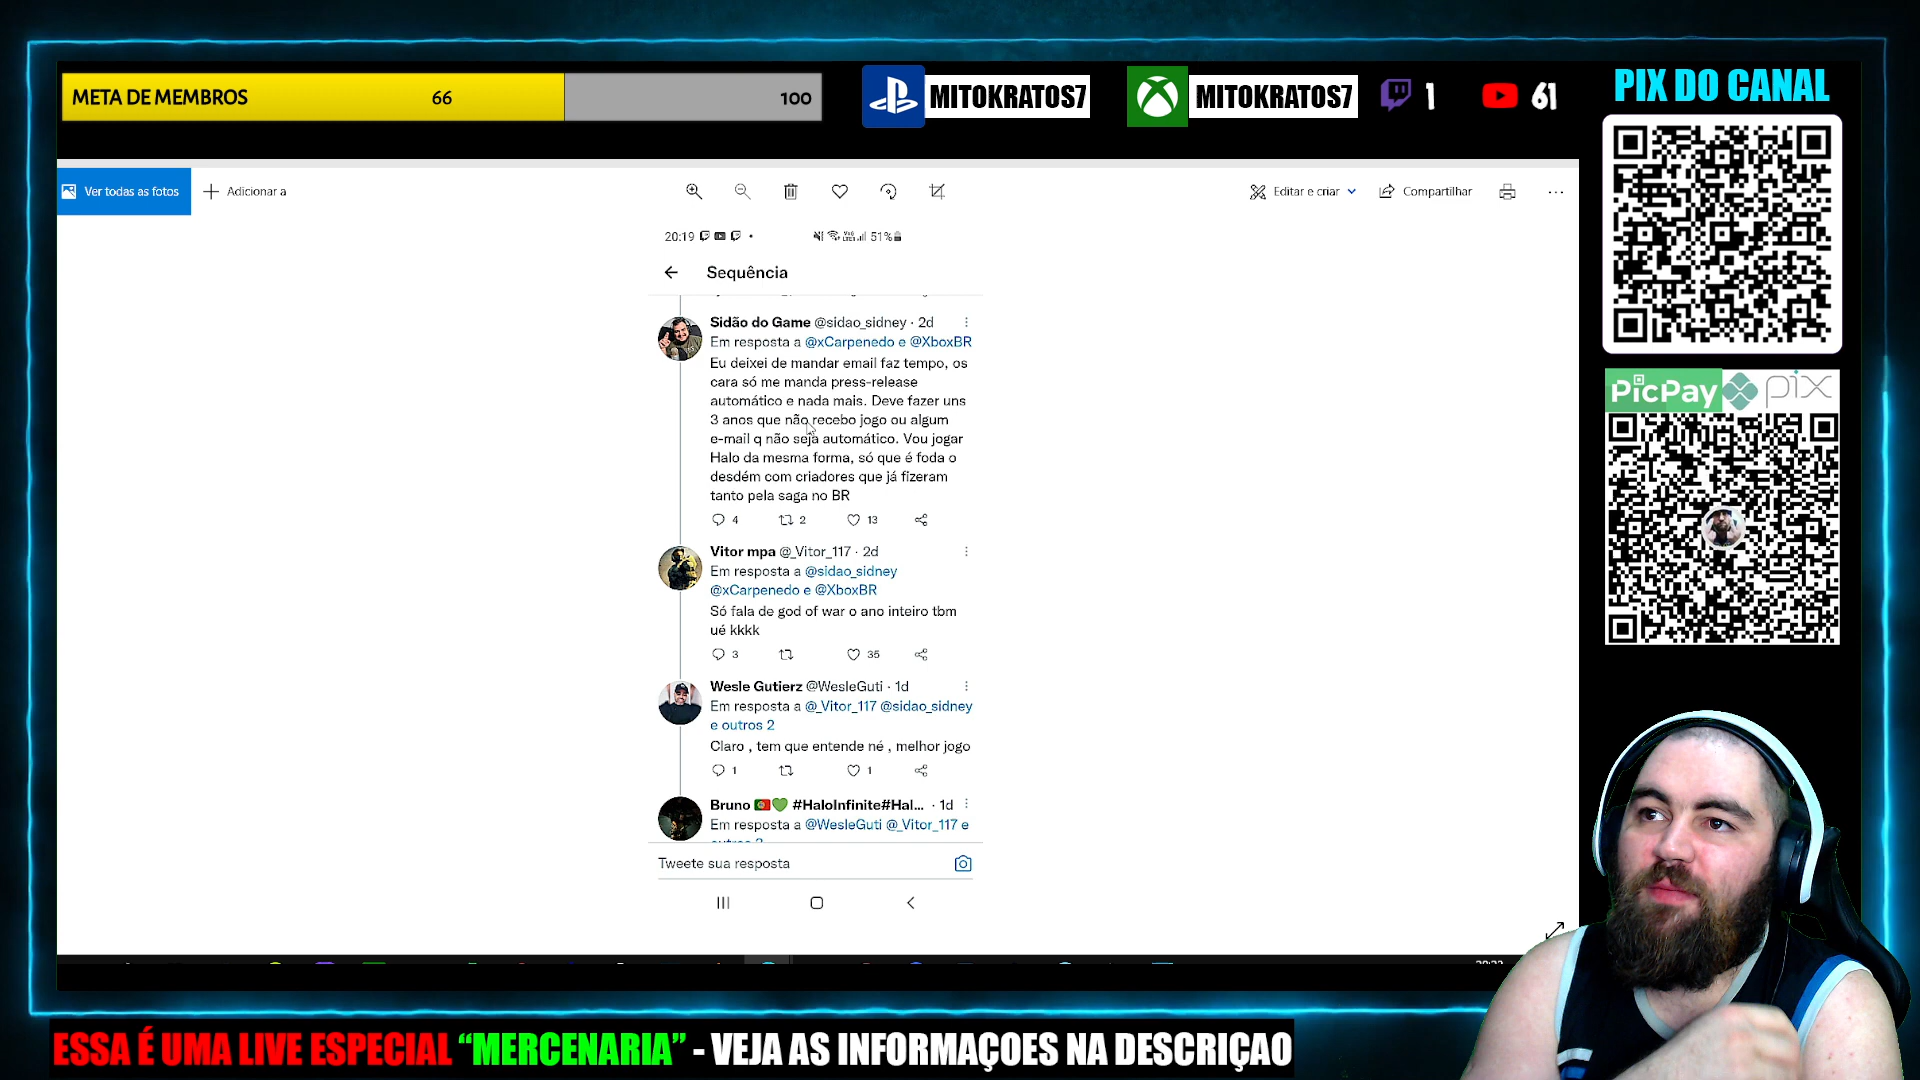 META DE MEMBROS 66 100
MITOKRATOS7
MITOKRATOS7
1
61
PIX DO CANAL
Ver todas as fotos
Adicionar a
Editar e criar
Compartilhar
20:19
51%
Sequência
Sidão do Game @sidao_sidney · 2d
Em resposta a @xCarpenedo e @XboxBR
Eu deixei de mandar email faz tempo, os
cara só me manda press-release
automático e nada mais. Deve fazer uns
3 anos que não recebo jogo ou algum
e-mail q não seja automático. Vou jogar
Halo da mesma forma, só que é foda o
desdém com criadores que já fizeram
tanto pela saga no BR
4 2 13
Vitor mpa @_Vitor_117 · 2d
Em resposta a @sidao_sidney
@xCarpenedo e @XboxBR
Só fala de god of war o ano inteiro tbm
ué kkkk
3 35
Wesle Gutierz @WesleGuti · 1d
Em resposta a @_Vitor_117 @sidao_sidney
e outros 2
Claro , tem que entende né , melhor jogo
1 1
Bruno 🇵🇹💚 #HaloInfinite#Hal... · 1d
Em resposta a @WesleGuti @_Vitor_117 e
Tweete sua resposta
PicPay pix
ESSA É UMA LIVE ESPECIAL “MERCENARIA” - VEJA AS INFORMAÇOES NA DESCRIÇAO